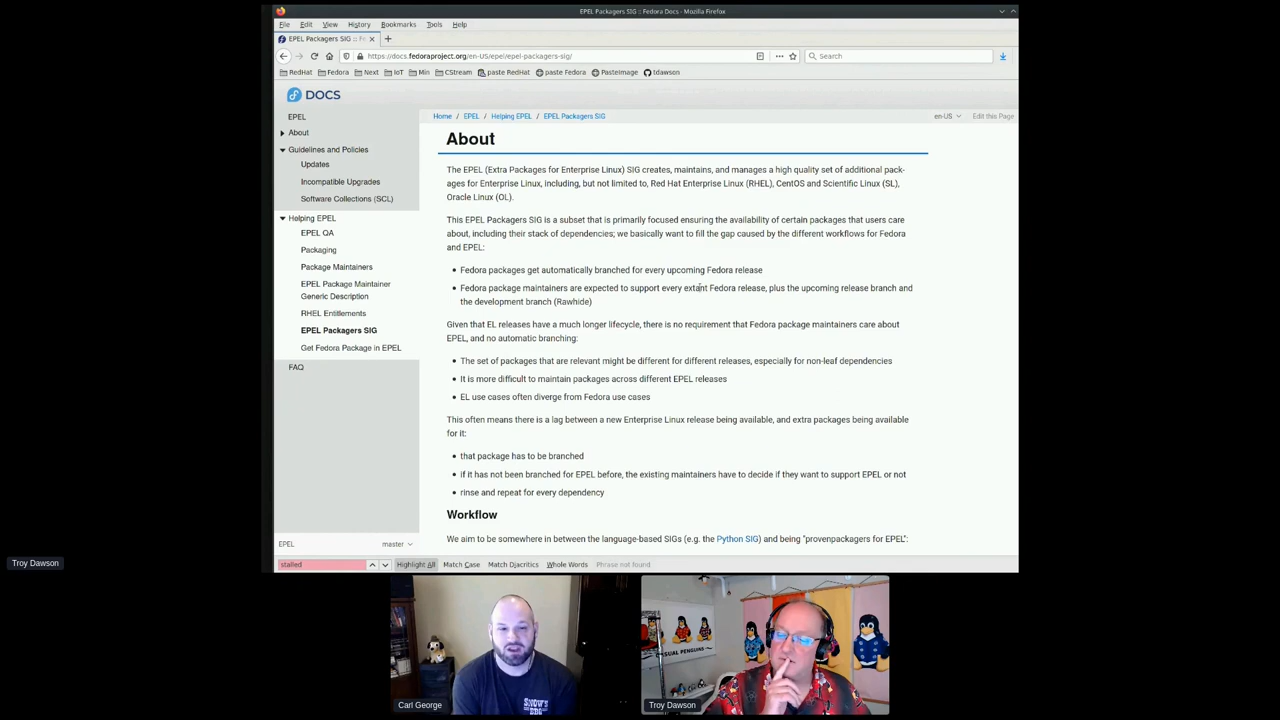 EPEL Packagers SIG :: Fedora Docs - Mozilla Firefox
File Edit View History Bookmarks Tools Help
EPEL Packagers SIG :: Fe
https://docs.fedoraproject.org/en-US/epel/epel-packagers-sig/
Search
RedHat Fedora Next IoT Min CStream paste RedHat paste Fedora PasteImage tdawson
DOCS
EPEL
About
Guidelines and Policies
Updates
Incompatible Upgrades
Software Collections (SCL)
Helping EPEL
EPEL QA
Packaging
Package Maintainers
EPEL Package Maintainer
Generic Description
RHEL Entitlements
EPEL Packagers SIG
Get Fedora Package in EPEL
FAQ
EPEL master
Home / EPEL / Helping EPEL / EPEL Packagers SIG
en-US Edit this Page
About
The EPEL (Extra Packages for Enterprise Linux) SIG creates, maintains, and manages a high quality set of additional pack-
ages for Enterprise Linux, including, but not limited to, Red Hat Enterprise Linux (RHEL), CentOS and Scientific Linux (SL),
Oracle Linux (OL).
This EPEL Packagers SIG is a subset that is primarily focused ensuring the availability of certain packages that users care
about, including their stack of dependencies; we basically want to fill the gap caused by the different workflows for Fedora
and EPEL:
• Fedora packages get automatically branched for every upcoming Fedora release
• Fedora package maintainers are expected to support every extant Fedora release, plus the upcoming release branch and
the development branch (Rawhide)
Given that EL releases have a much longer lifecycle, there is no requirement that Fedora package maintainers care about
EPEL, and no automatic branching:
• The set of packages that are relevant might be different for different releases, especially for non-leaf dependencies
• It is more difficult to maintain packages across different EPEL releases
• EL use cases often diverge from Fedora use cases
This often means there is a lag between a new Enterprise Linux release being available, and extra packages being available
for it:
• that package has to be branched
• if it has not been branched for EPEL before, the existing maintainers have to decide if they want to support EPEL or not
• rinse and repeat for every dependency
Workflow
We aim to be somewhere in between the language-based SIGs (e.g. the Python SIG) and being "provenpackagers for EPEL":
stalled
Highlight All Match Case Match Diacritics Whole Words Phrase not found
Troy Dawson
SUAL PENGUINS
SNOW'S
BBQ
Carl George
Troy Dawson